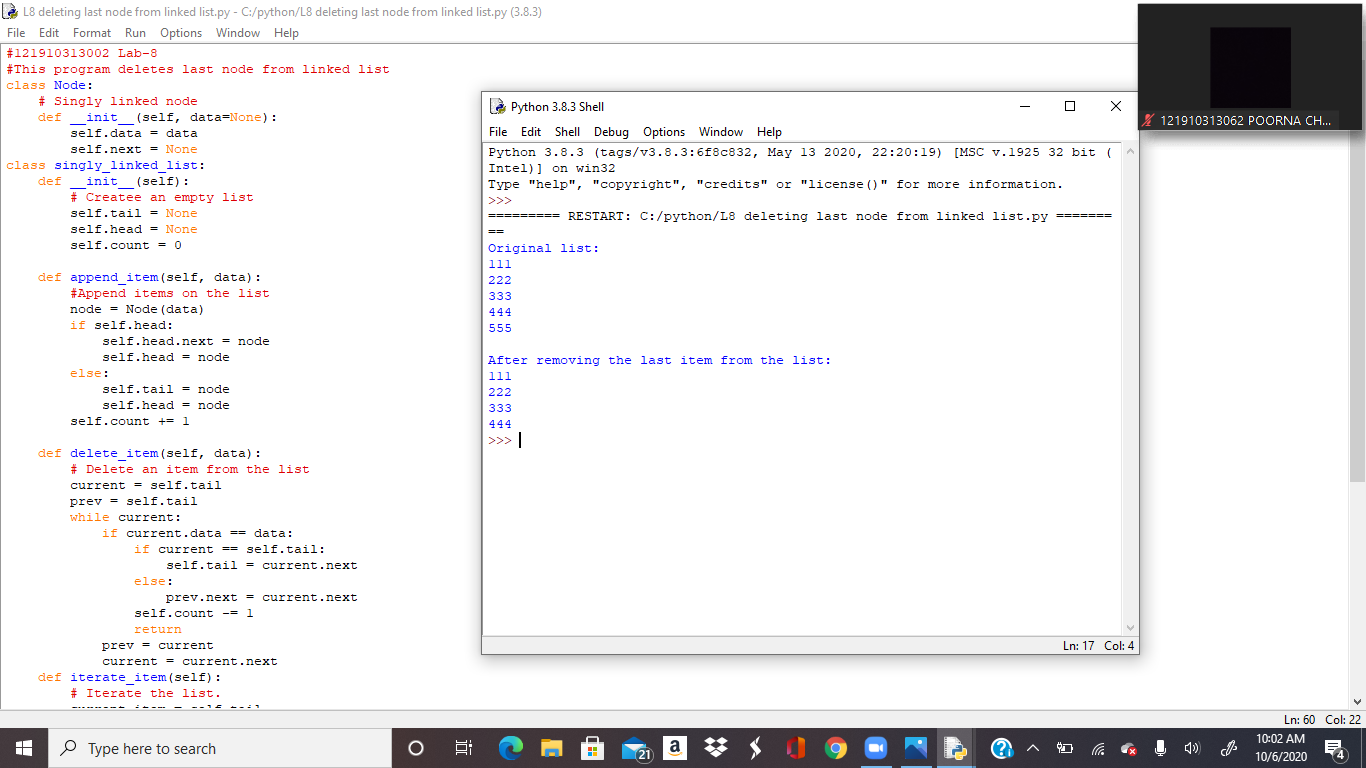 L8 deleting last node from linked list.py - C:/python/L8 deleting last node from linked list.py (3.8.3)
File Edit Format Run Options Window Help
#121910313002 Lab-8
#This program deletes last node from linked list
class Node:
    # Singly linked node
    def __init__(self, data=None):
        self.data = data
        self.next = None
class singly_linked_list:
    def __init__(self):
        # Createe an empty list
        self.tail = None
        self.head = None
        self.count = 0
    def append_item(self, data):
        #Append items on the list
        node = Node(data)
        if self.head:
            self.head.next = node
            self.head = node
        else:
            self.tail = node
            self.head = node
        self.count += 1
    def delete_item(self, data):
        # Delete an item from the list
        current = self.tail
        prev = self.tail
        while current:
            if current.data == data:
                if current == self.tail:
                    self.tail = current.next
                else:
                    prev.next = current.next
                self.count -= 1
                return
            prev = current
            current = current.next
    def iterate_item(self):
        # Iterate the list.
        current_item = self.tail
Python 3.8.3 Shell
File Edit Shell Debug Options Window Help
Python 3.8.3 (tags/v3.8.3:6f8c832, May 13 2020, 22:20:19) [MSC v.1925 32 bit (
Intel)] on win32
Type "help", "copyright", "credits" or "license()" for more information.
>>>
========= RESTART: C:/python/L8 deleting last node from linked list.py =======
==
Original list:
111
222
333
444
555
After removing the last item from the list:
111
222
333
444
>>>
Ln: 17 Col: 4
121910313062 POORNA CH...
Ln: 60 Col: 22
Type here to search
21
a
10:02 AM
10/6/2020
4